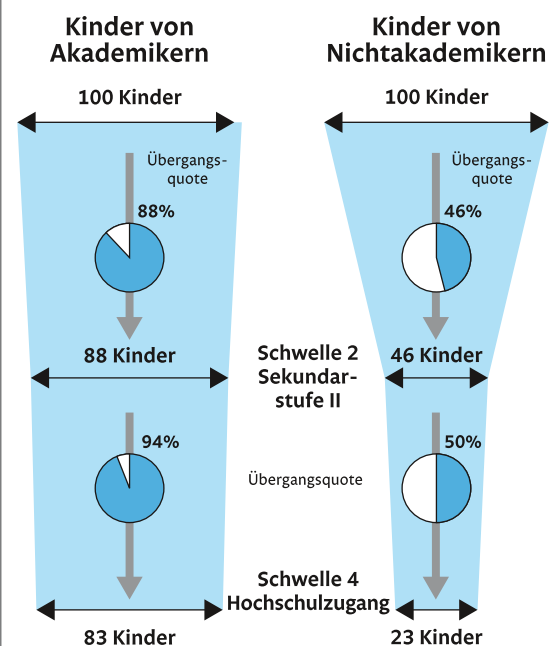 Kinder von
Akademikern
Kinder von
Nichtakademikern
100 Kinder
100 Kinder
Übergangs-
quote
88%
Übergangs-
quote
46%
88 Kinder
Schwelle 2
Sekundar-
stufe II
46 Kinder
94%
Übergangsquote
50%
Schwelle 4
Hochschulzugang
83 Kinder
23 Kinder